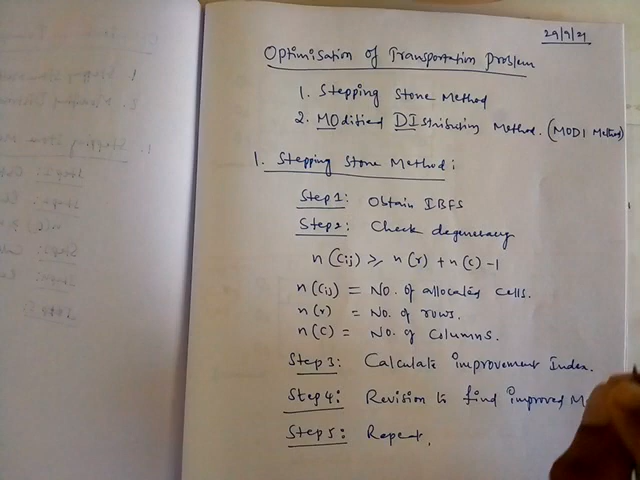 29/9/21
Optimisation of Transportation Problem
1. Stepping Stone Method
2. MOdified DIstribution Method. (MODI Method)
1. Stepping Stone Method:
Step 1: Obtain IBFS
Step 2: Check degeneracy
n(Cij) ≥ n(r) + n(c) - 1
n(Cij) = No. of allocated cells.
n(r) = No. of rows.
n(C) = No. of Columns.
Step 3: Calculate improvement Index.
Step 4: Revision to find improved M
Step 5: Repeat.